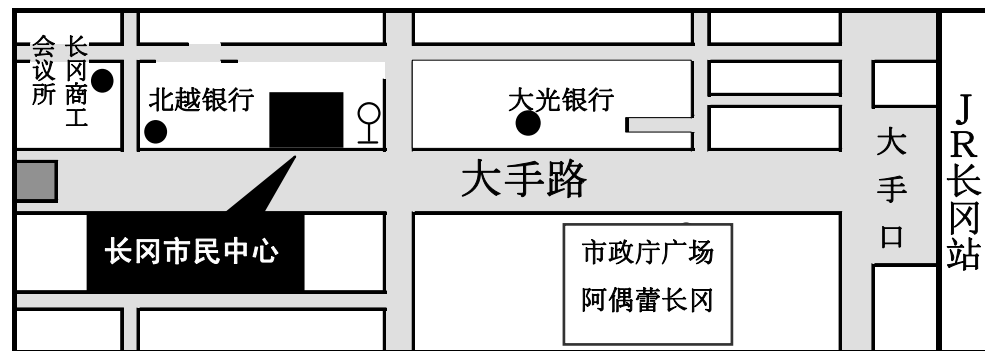 长冈商工
会议所
北越银行
大光银行
大手路
大手口
JR长冈站
长冈市民中心
市政厅广场
阿偶蕾长冈